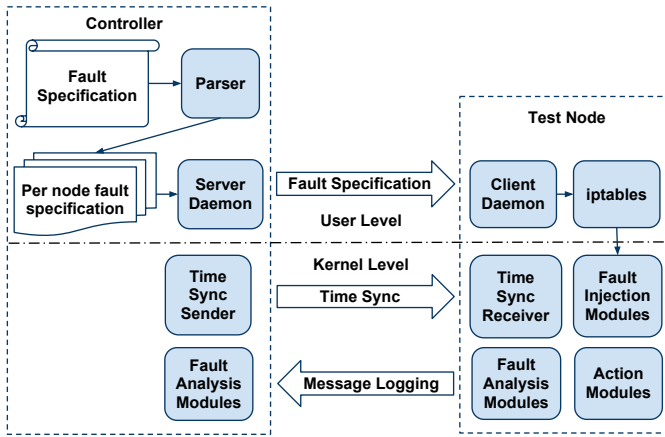 Controller
Fault
Specification
Parser
Per node fault
specification
Server
Daemon
Fault Specification
User Level
Test Node
Client
Daemon
iptables
Kernel Level
Time
Sync
Sender
Time Sync
Time
Sync
Receiver
Fault
Injection
Modules
Fault
Analysis
Modules
Message Logging
Fault
Analysis
Modules
Action
Modules